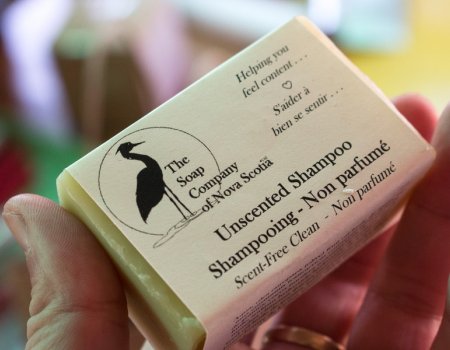 Helping you
feel content . . .
S'aider à
bien se sentir . . .
The
Soap
Company
of Nova Scotia
Unscented Shampoo
Shampooing - Non parfumé
Scent-Free Clean - Non parfumé